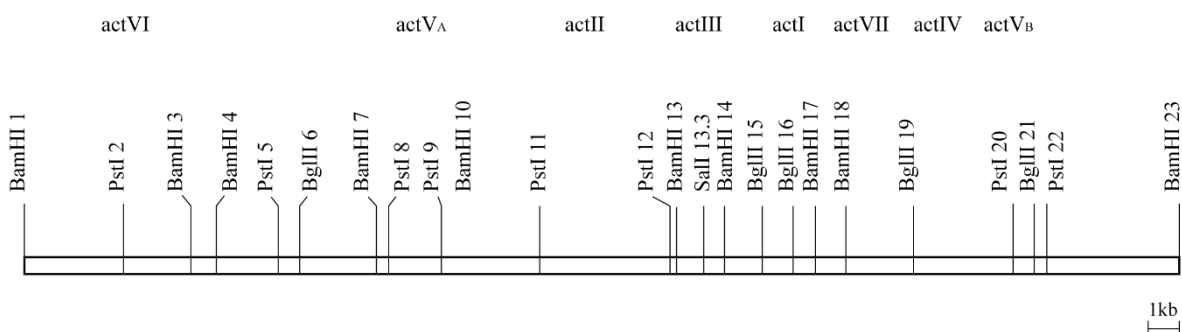 actVI actVA actII actIII actI actVII actIV actVB
BamHI 1
PstI 2
BamHI 3
BamHI 4
PstI 5
BglII 6
BamHI 7
PstI 8
PstI 9
BamHI 10
PstI 11
PstI 12
BamHI 13
SalI 13.3
BamHI 14
BglII 15
BglII 16
BamHI 17
BamHI 18
BglII 19
PstI 20
BglII 21
PstI 22
BamHI 23
1kb